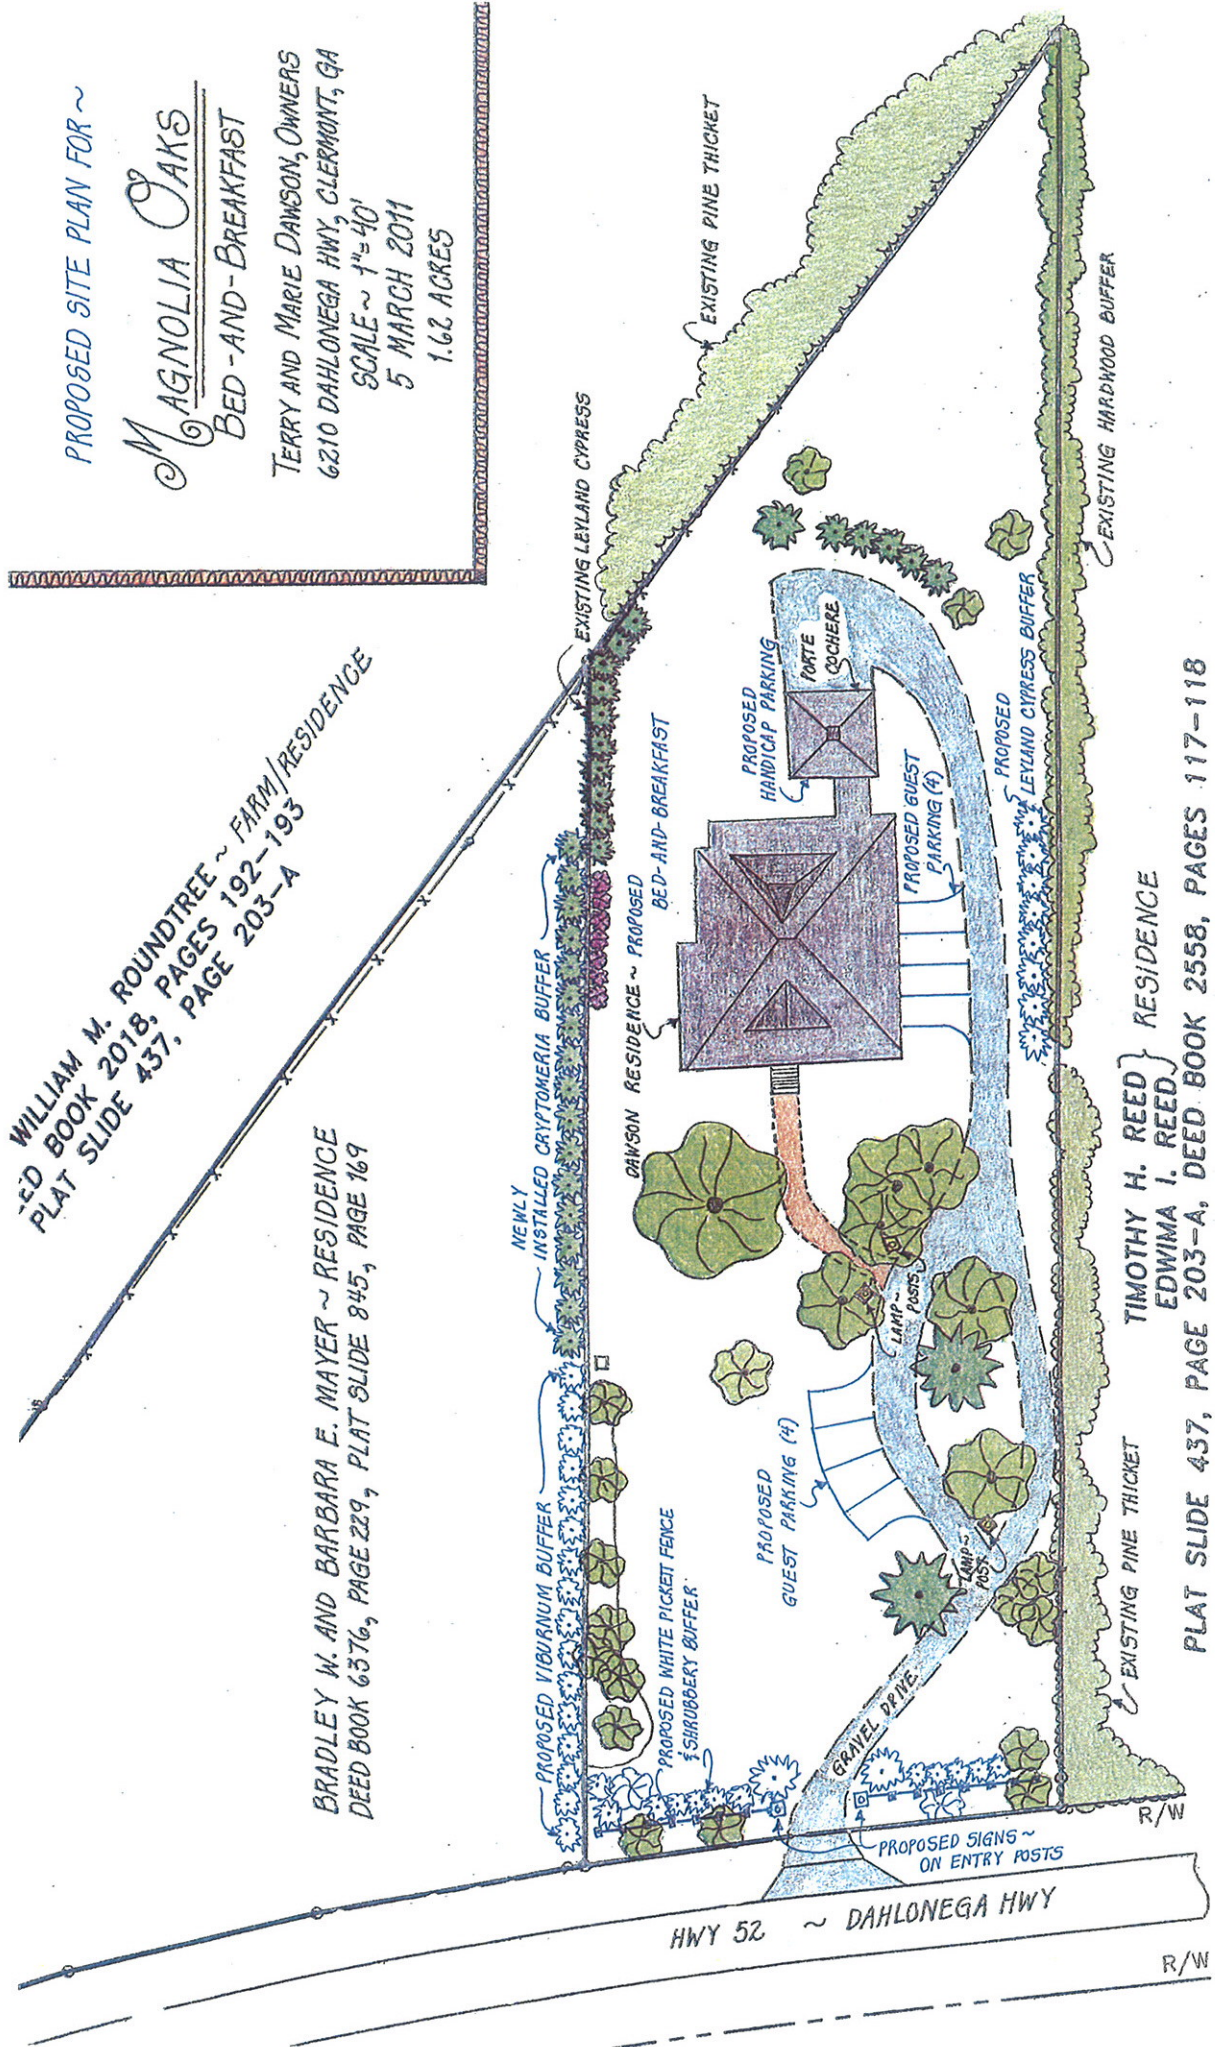 PROPOSED SITE PLAN FOR ~
MAGNOLIA OAKS
BED-AND-BREAKFAST
TERRY AND MARIE DAWSON, OWNERS
6210 DAHLONEGA HWY, CLERMONT, GA
SCALE ~ 1"=40'
5 MARCH 2011
1.62 ACRES
WILLIAM M. ROUNDTREE ~ FARM/RESIDENCE
ED BOOK 2018, PAGES 192-193
PLAT SLIDE 437, PAGE 203-A
BRADLEY W. AND BARBARA E. MAYER ~ RESIDENCE
DEED BOOK 6376, PAGE 229, PLAT SLIDE 845, PAGE 169
EXISTING LEYLAND CYPRESS
EXISTING PINE THICKET
PROPOSED VIBURNUM BUFFER
NEWLY
INSTALLED CRYPTOMERIA BUFFER
DAWSON RESIDENCE ~ PROPOSED
BED-AND-BREAKFAST
PROPOSED
HANDICAP PARKING
PORTE
COCHERE
PROPOSED GUEST
PARKING (4)
PROPOSED
LEYLAND CYPRESS BUFFER
EXISTING HARDWOOD BUFFER
PROPOSED WHITE PICKETT FENCE
& SHRUBBERY BUFFER
PROPOSED
GUEST PARKING (4)
LAMP~
POSTS
LAMP~
POST
GRAVEL DRIVE
PROPOSED SIGNS ~
ON ENTRY POSTS
EXISTING PINE THICKET
TIMOTHY H. REED } RESIDENCE
EDWIMA I. REED
PLAT SLIDE 437, PAGE 203-A, DEED BOOK 2558, PAGES 117-118
HWY 52 ~ DAHLONEGA HWY
R/W
R/W